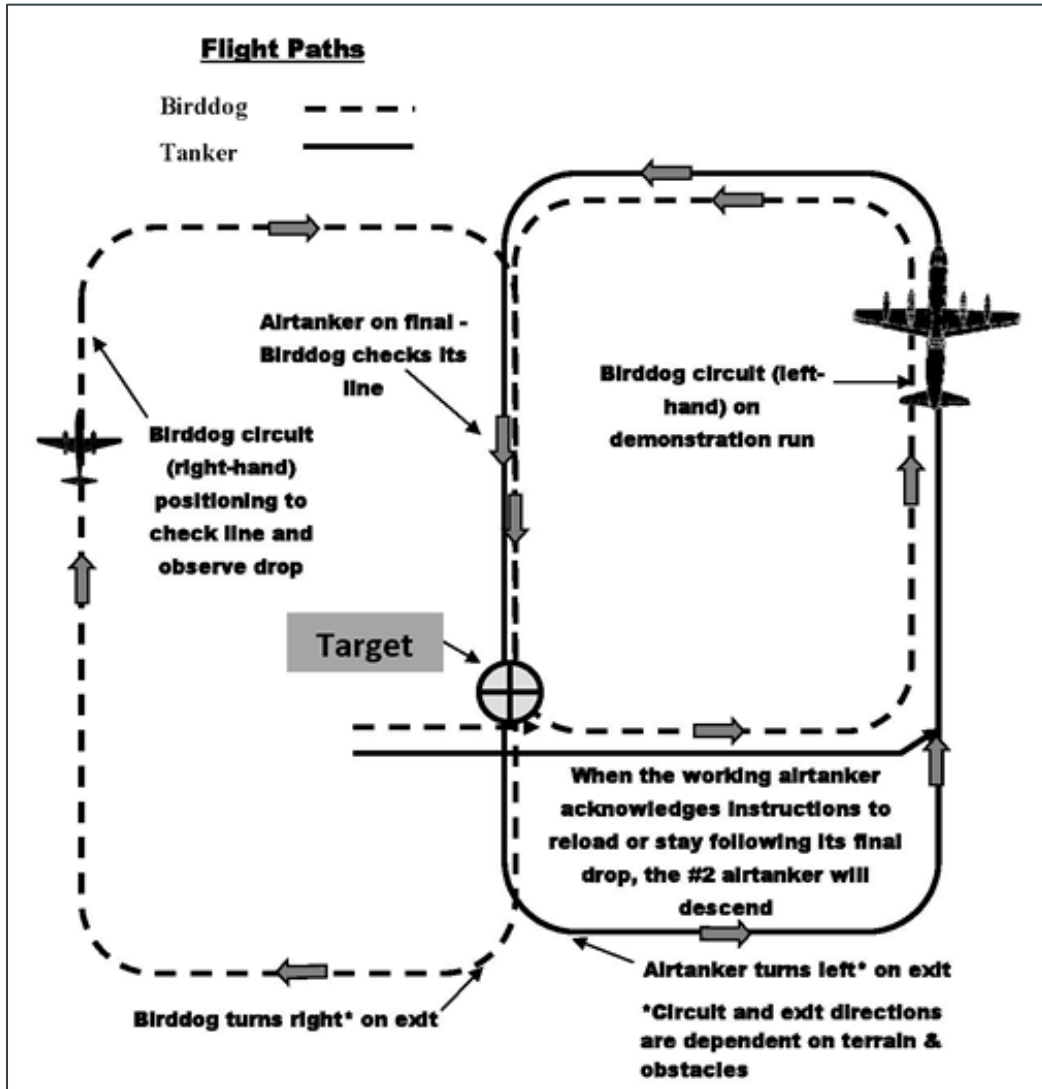 Flight Paths
Birddog
Tanker
Airtanker on final -
Birddog checks its
line
Birddog circuit (left-
hand) on
demonstration run
Birddog circuit
(right-hand)
positioning to
check line and
observe drop
Target
When the working airtanker
acknowledges instructions to
reload or stay following its final
drop, the #2 airtanker will
descend
Airtanker turns left* on exit
Birddog turns right* on exit
*Circuit and exit directions
are dependent on terrain &
obstacles